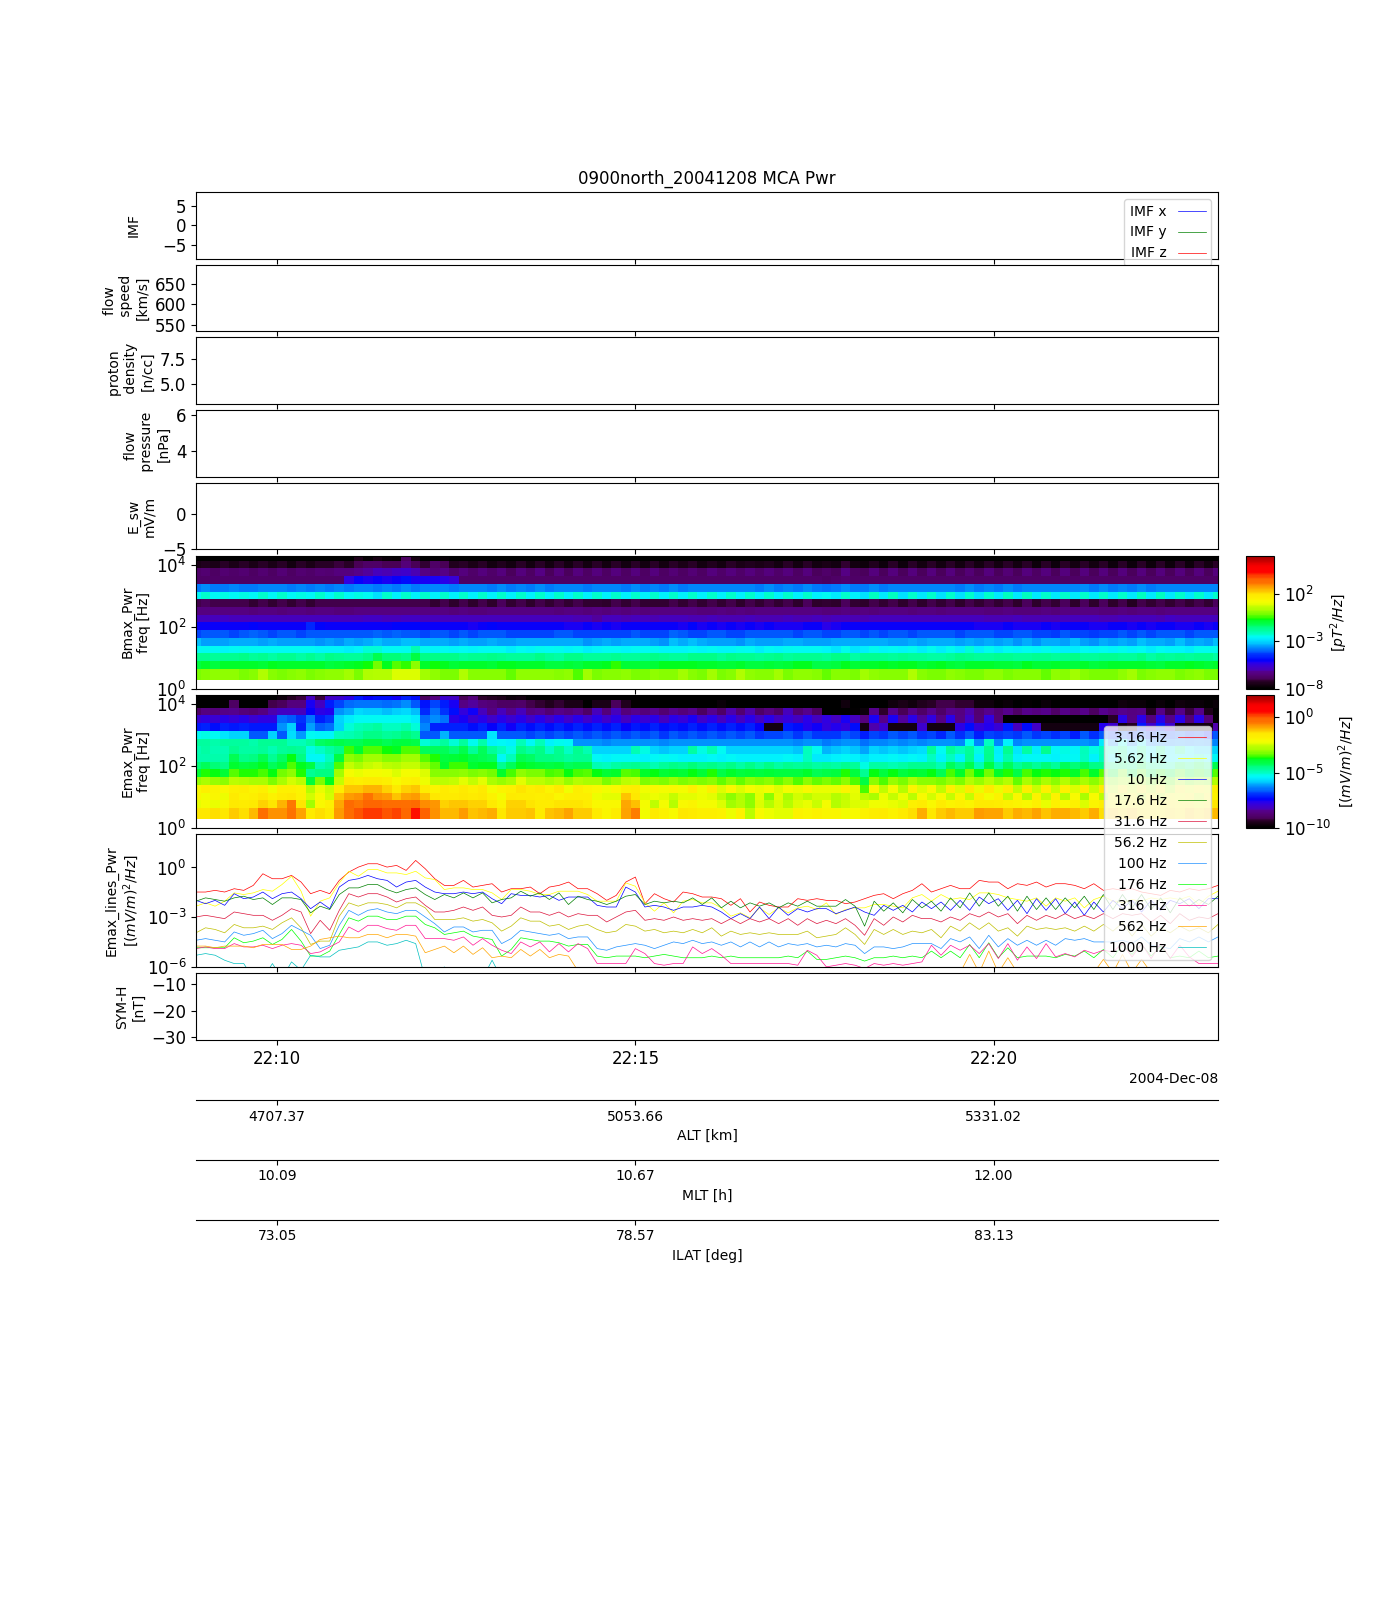 0900north_20041208 MCA Pwr
IMF
5
0
−5
IMF x
IMF y
IMF z
flow
speed
[km/s]
650
600
550
proton
density
[n/cc]
7.5
5.0
flow
pressure
[nPa]
6
4
E_sw
mV/m
0
−5
Bmax_Pwr
freq [Hz]
10^4
10^2
10^0
10^2
10^−3
10^−8
[pT^2/Hz]
Emax_Pwr
freq [Hz]
10^4
10^2
10^0
10^0
10^−5
10^−10
[(mV/m)^2/Hz]
3.16 Hz
5.62 Hz
10 Hz
17.6 Hz
31.6 Hz
56.2 Hz
100 Hz
176 Hz
316 Hz
562 Hz
1000 Hz
Emax_lines_Pwr
[(mV/m)^2/Hz]
10^0
10^−3
10^−6
SYM-H
[nT]
−10
−20
−30
22:10 22:15 22:20
2004-Dec-08
4707.37 5053.66 5331.02
ALT [km]
10.09 10.67 12.00
MLT [h]
73.05 78.57 83.13
ILAT [deg]